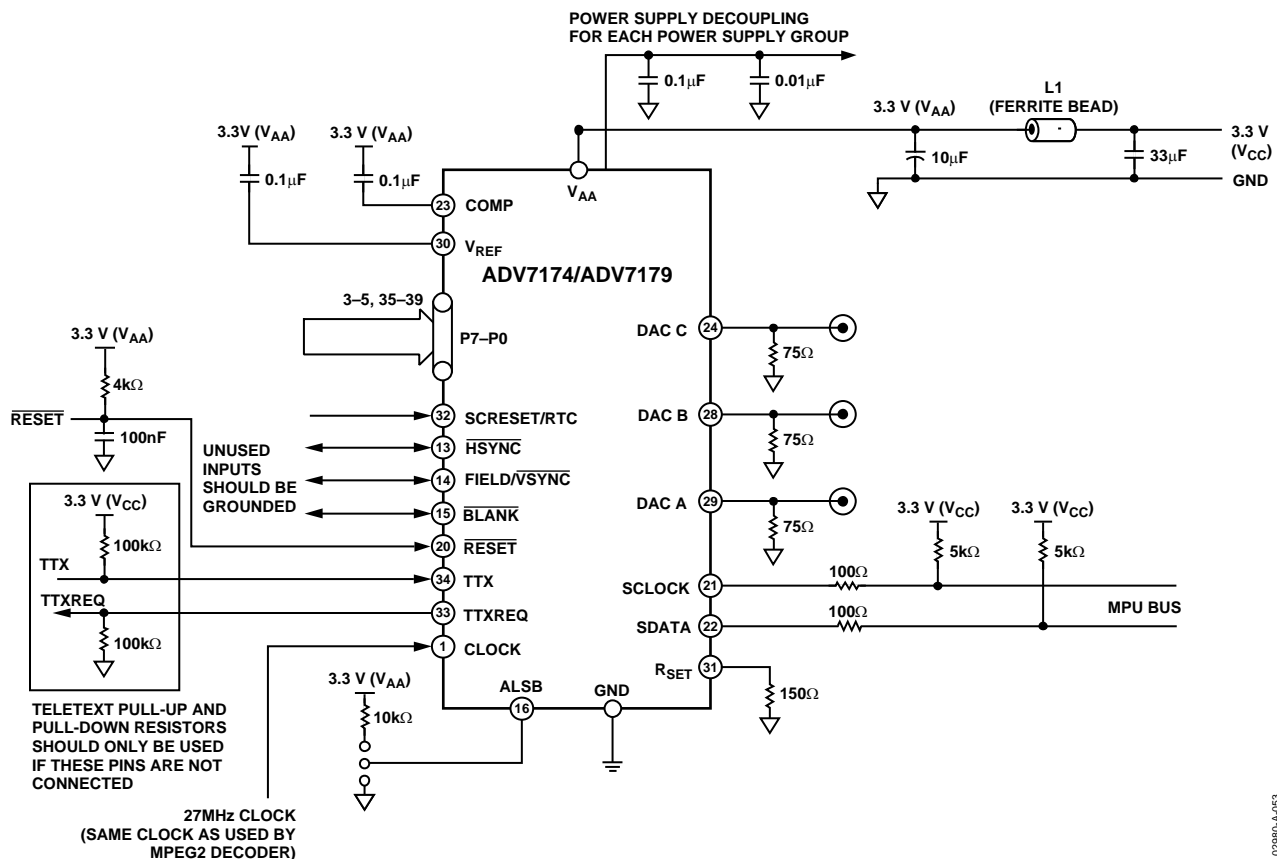 POWER SUPPLY DECOUPLING
FOR EACH POWER SUPPLY GROUP
0.1μF
0.01μF
L1
(FERRITE BEAD)
3.3 V (VAA)
3.3 V
(VCC)
10μF
33μF
GND
3.3V (VAA)
3.3 V (VAA)
0.1μF
0.1μF
VAA
23
COMP
30
VREF
ADV7174/ADV7179
3–5, 35–39
P7–P0
3.3 V (VAA)
4kΩ
RESET
100nF
UNUSED
INPUTS
SHOULD BE
GROUNDED
32
SCRESET/RTC
13
HSYNC
14
FIELD/VSYNC
15
BLANK
20
RESET
34
TTX
33
TTXREQ
1
CLOCK
3.3 V (VCC)
100kΩ
TTX
TTXREQ
100kΩ
TELETEXT PULL-UP AND
PULL-DOWN RESISTORS
SHOULD ONLY BE USED
IF THESE PINS ARE NOT
CONNECTED
27MHz CLOCK
(SAME CLOCK AS USED BY
MPEG2 DECODER)
3.3 V (VAA)
10kΩ
ALSB
16
GND
DAC C
24
75Ω
DAC B
28
75Ω
DAC A
29
75Ω
3.3 V (VCC)
3.3 V (VCC)
5kΩ
5kΩ
SCLOCK
21
100Ω
MPU BUS
SDATA
22
100Ω
RSET
31
150Ω
02980-A-053